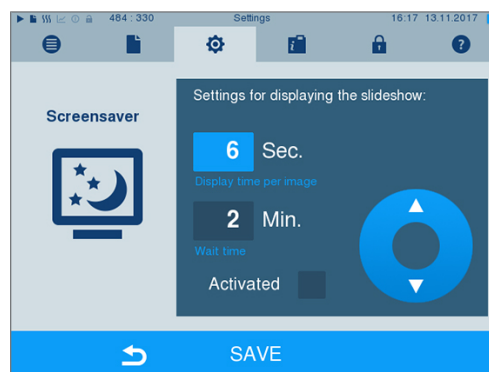 484 : 330 Settings 16:17 13.11.2017
Screensaver
Settings for displaying the slideshow:
6 Sec.
Display time per image
2 Min.
Wait time
Activated
SAVE